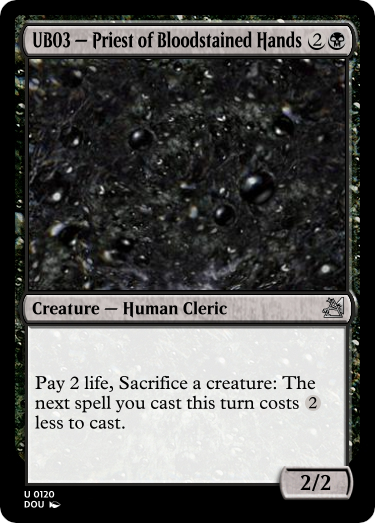 UB03 — Priest of Bloodstained Hands 2
Creature — Human Cleric
Pay 2 life, Sacrifice a creature: The
next spell you cast this turn costs 2
less to cast.
2/2
U 0120
DOU